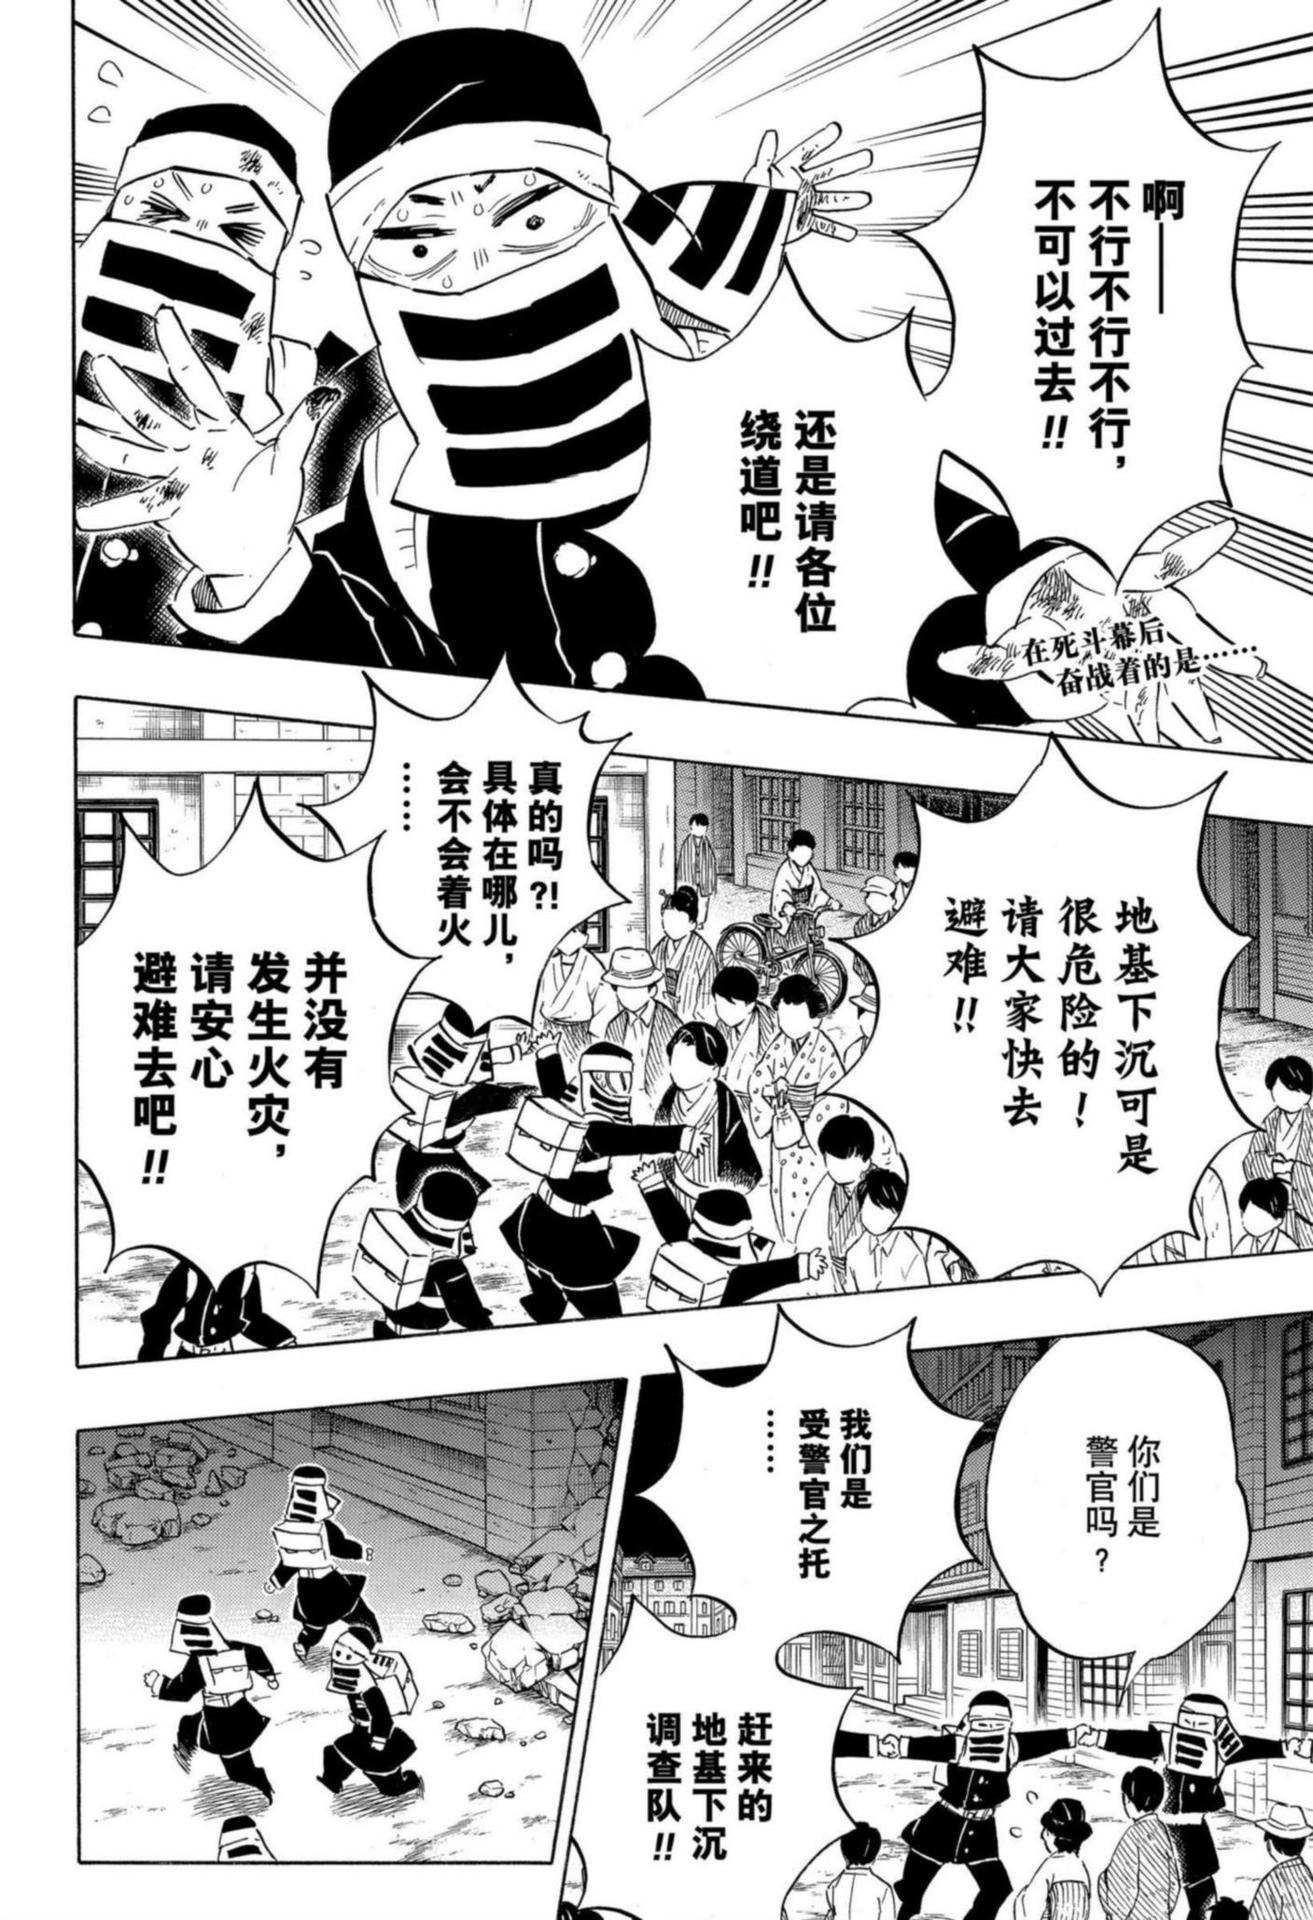 啊——
不行不行不行，
不可以过去!!
在死斗幕后
奋战着的是……
还是请各位
绕道吧!!
地基下沉可是
很危险的！
请大家快去
避难!!
真的吗?!
具体在哪儿，
会不会着火
……
并没有
发生火灾，
请安心
避难去吧!!
你们是
警官吗？
我们是
受警官之托
……
赶来的
地基下沉
调查队!!